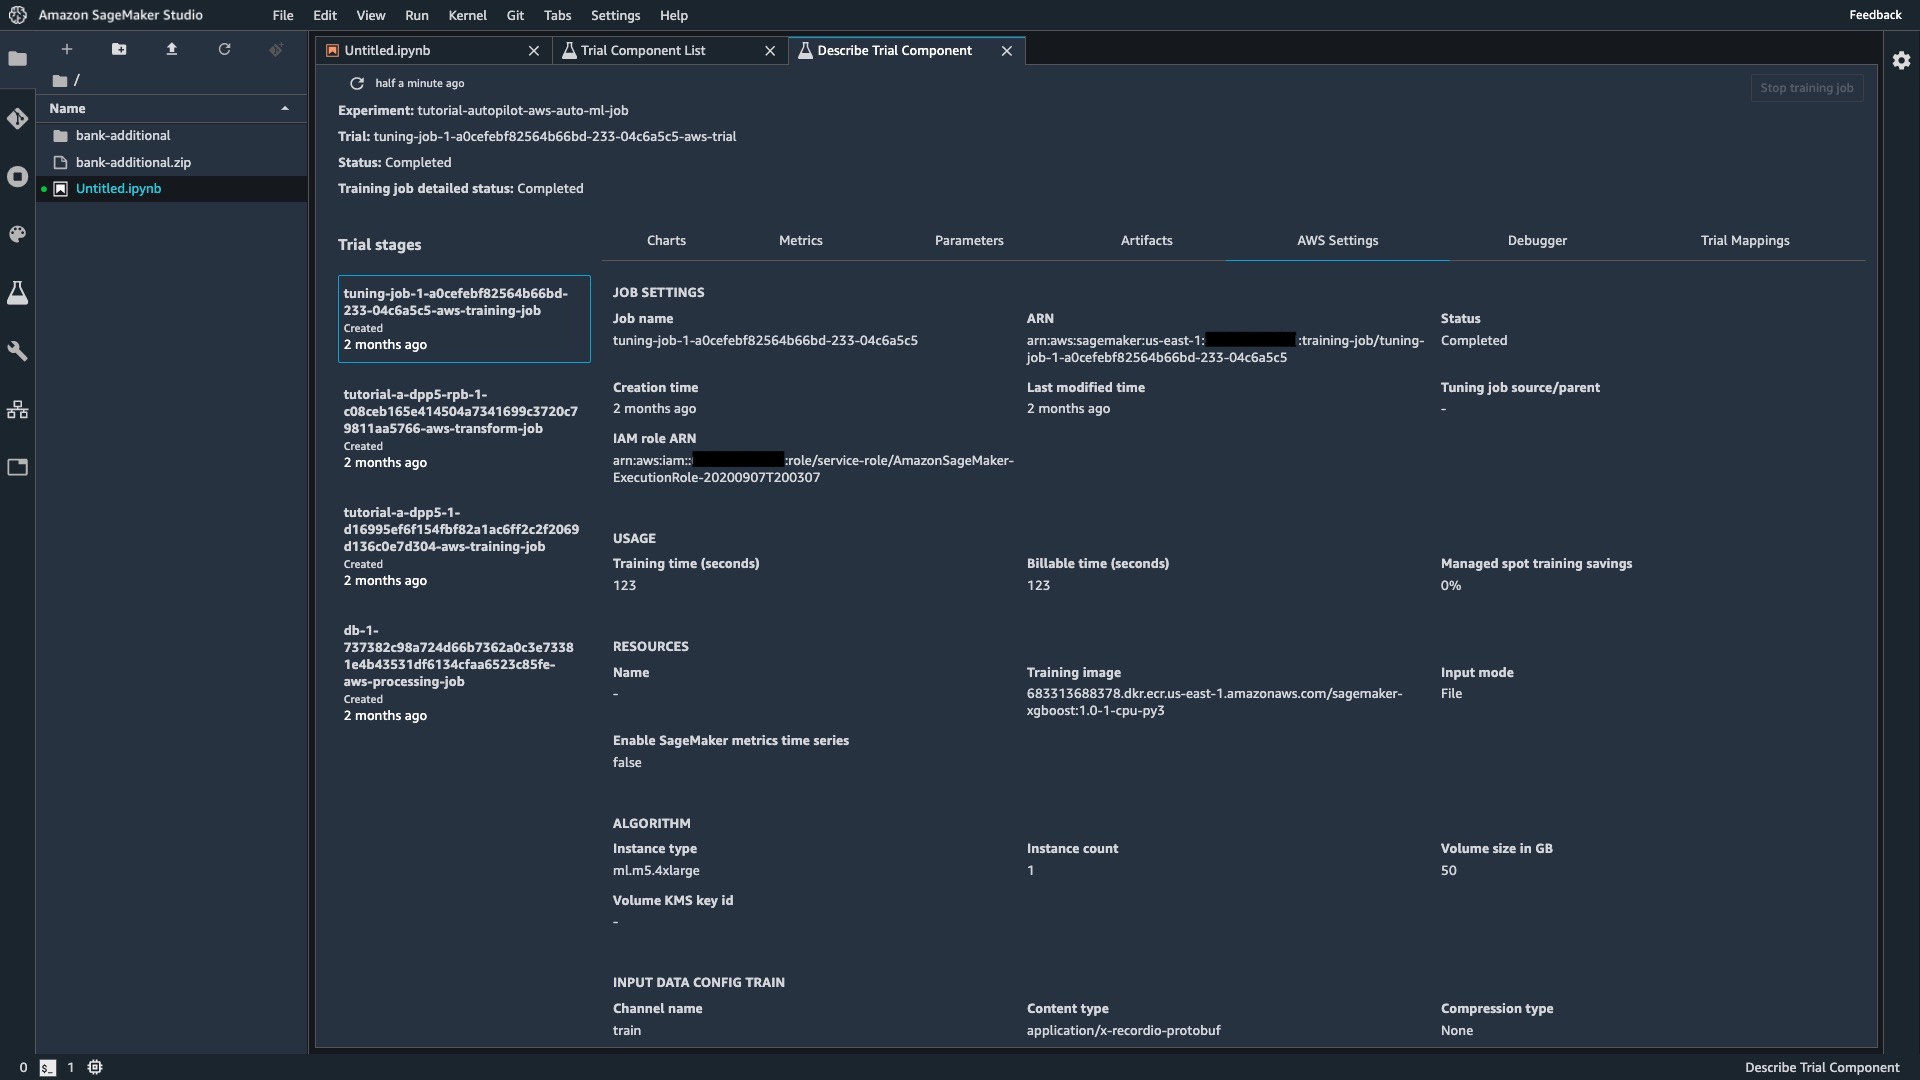 Amazon SageMaker Studio
File Edit View Run Kernel Git Tabs Settings Help
Feedback
/
Name
bank-additional
bank-additional.zip
Untitled.ipynb
Untitled.ipynb
Trial Component List
Describe Trial Component
half a minute ago
Stop training job
Experiment: tutorial-autopilot-aws-auto-ml-job
Trial: tuning-job-1-a0cefebf82564b66bd-233-04c6a5c5-aws-trial
Status: Completed
Training job detailed status: Completed
Trial stages
tuning-job-1-a0cefebf82564b66bd-
233-04c6a5c5-aws-training-job
Created
2 months ago
tutorial-a-dpp5-rpb-1-
c08ceb165e414504a7341699c3720c7
9811aa5766-aws-transform-job
Created
2 months ago
tutorial-a-dpp5-1-
d16995ef6f154fbf82a1ac6ff2c2f2069
d136c0e7d304-aws-training-job
Created
2 months ago
db-1-
737382c98a724d66b7362a0c3e7338
1e4b43531df6134cfaa6523c85fe-
aws-processing-job
Created
2 months ago
Charts Metrics Parameters Artifacts AWS Settings Debugger Trial Mappings
JOB SETTINGS
Job name
tuning-job-1-a0cefebf82564b66bd-233-04c6a5c5
ARN
arn:aws:sagemaker:us-east-1: :training-job/tuning-
job-1-a0cefebf82564b66bd-233-04c6a5c5
Status
Completed
Creation time
2 months ago
Last modified time
2 months ago
Tuning job source/parent
-
IAM role ARN
arn:aws:iam:: :role/service-role/AmazonSageMaker-
ExecutionRole-20200907T200307
USAGE
Training time (seconds)
123
Billable time (seconds)
123
Managed spot training savings
0%
RESOURCES
Name
-
Training image
683313688378.dkr.ecr.us-east-1.amazonaws.com/sagemaker-
xgboost:1.0-1-cpu-py3
Input mode
File
Enable SageMaker metrics time series
false
ALGORITHM
Instance type
ml.m5.4xlarge
Instance count
1
Volume size in GB
50
Volume KMS key id
-
INPUT DATA CONFIG TRAIN
Channel name
train
Content type
application/x-recordio-protobuf
Compression type
None
0 $_ 1
Describe Trial Component